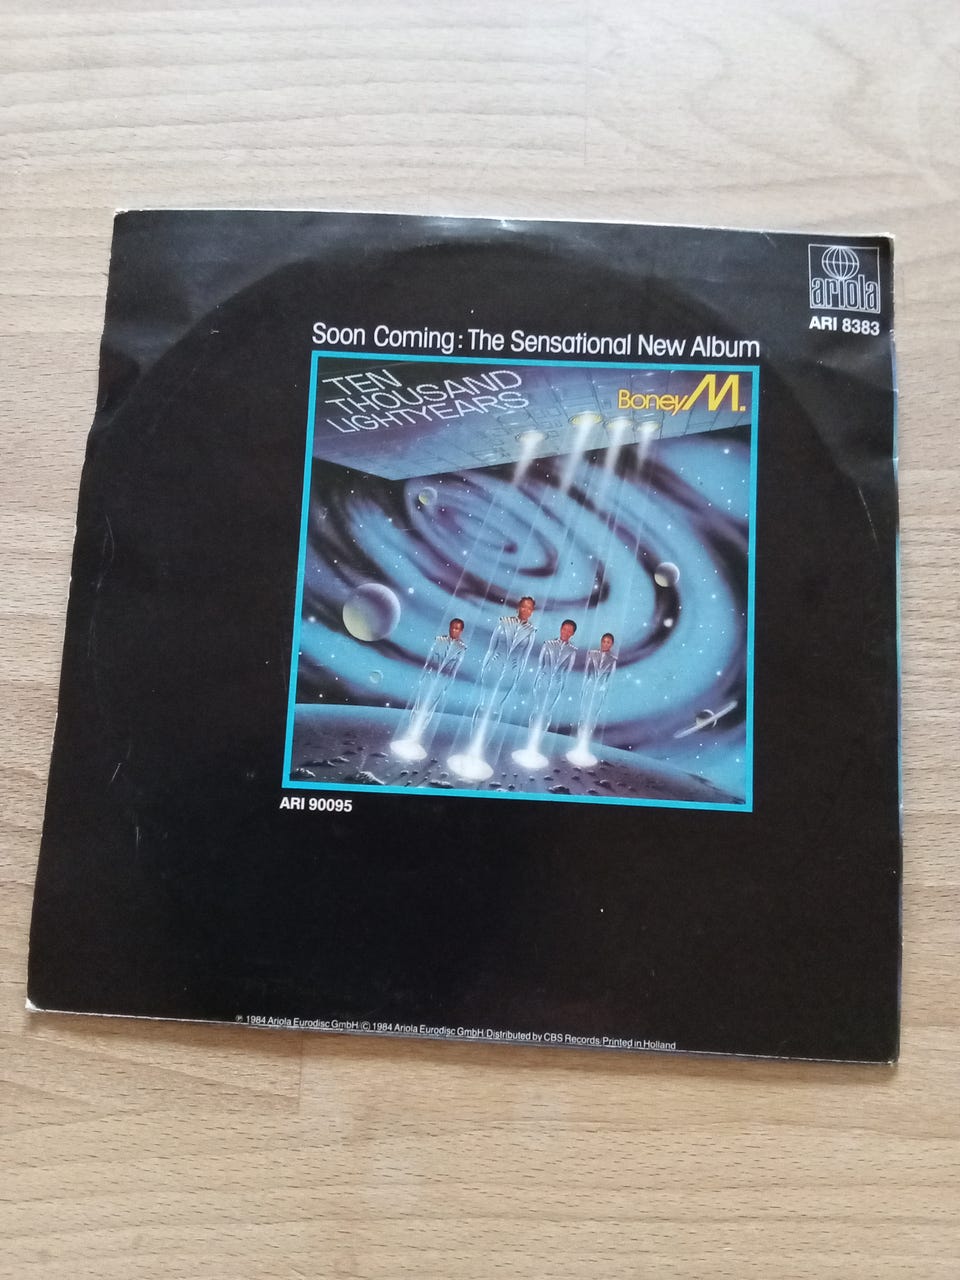 ariola
ARI 8383
Soon Coming: The Sensational New Album
TEN
THOUSAND
LIGHTYEARS
Boney M.
ARI 90095
℗ 1984 Ariola Eurodisc GmbH/Ⓒ 1984 Ariola Eurodisc GmbH/Distributed by CBS Records/Printed in Holland